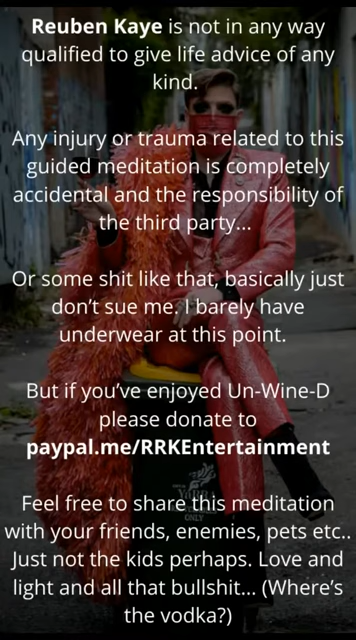 Reuben Kaye is not in any way
qualified to give life advice of any
kind.
Any injury or trauma related to this
guided meditation is completely
accidental and the responsibility of
the third party...
Or some shit like that, basically just
don't sue me. I barely have
underwear at this point.
But if you've enjoyed Un-Wine-D
please donate to
paypal.me/RRKEntertainment
Feel free to share this meditation
with your friends, enemies, pets etc..
Just not the kids perhaps. Love and
light and all that bullshit... (Where's
the vodka?)
ONLY